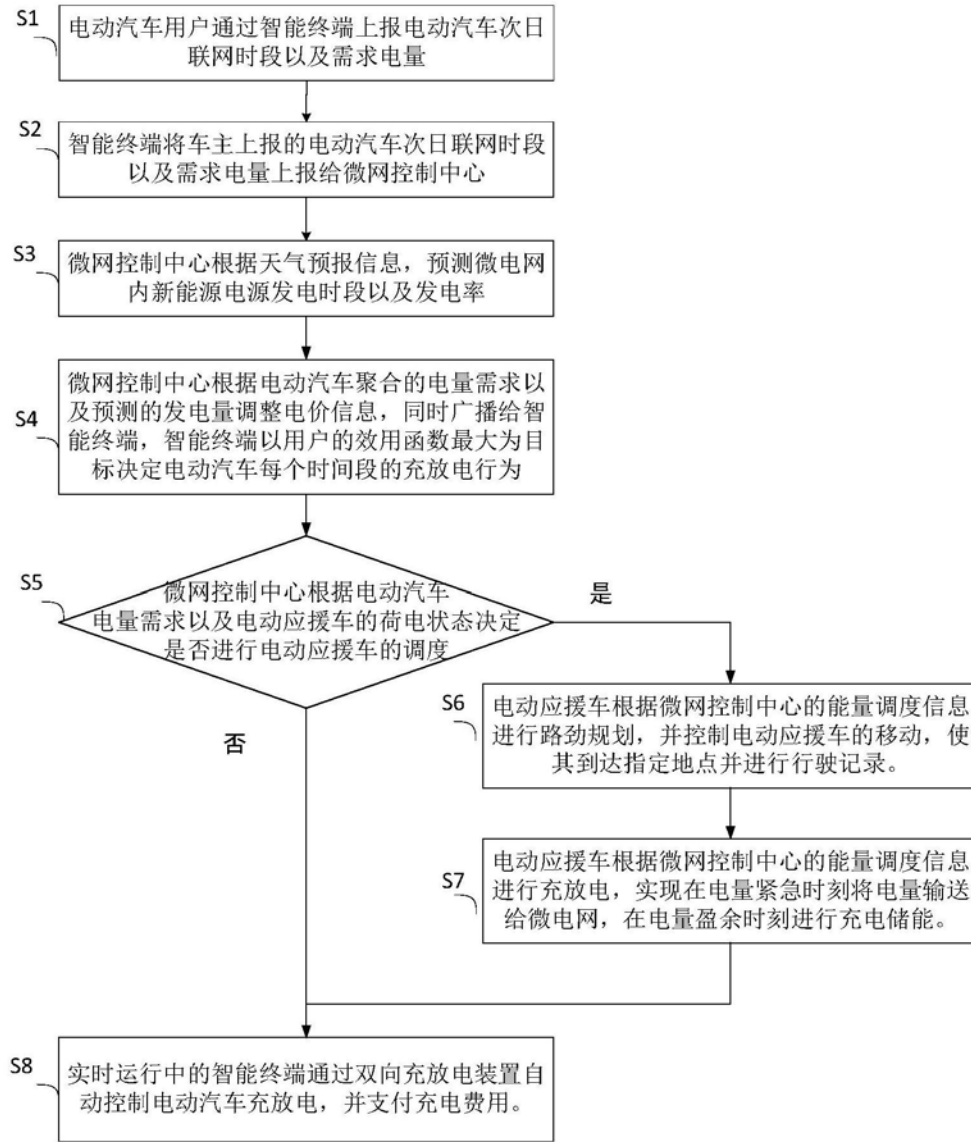 S1
电动汽车用户通过智能终端上报电动汽车次日
联网时段以及需求电量
S2
智能终端将车主上报的电动汽车次日联网时段
以及需求电量上报给微网控制中心
S3
微网控制中心根据天气预报信息，预测微电网
内新能源电源发电时段以及发电率
S4
微网控制中心根据电动汽车聚合的电量需求以
及预测的发电量调整电价信息，同时广播给智
能终端，智能终端以用户的效用函数最大为目
标决定电动汽车每个时间段的充放电行为
S5
微网控制中心根据电动汽车
电量需求以及电动应援车的荷电状态决定
是否进行电动应援车的调度
是
否
S6
电动应援车根据微网控制中心的能量调度信息
进行路劲规划，并控制电动应援车的移动，使
其到达指定地点并进行行驶记录。
S7
电动应援车根据微网控制中心的能量调度信息
进行充放电，实现在电量紧急时刻将电量输送
给微电网，在电量盈余时刻进行充电储能。
S8
实时运行中的智能终端通过双向充放电装置自
动控制电动汽车充放电，并支付充电费用。